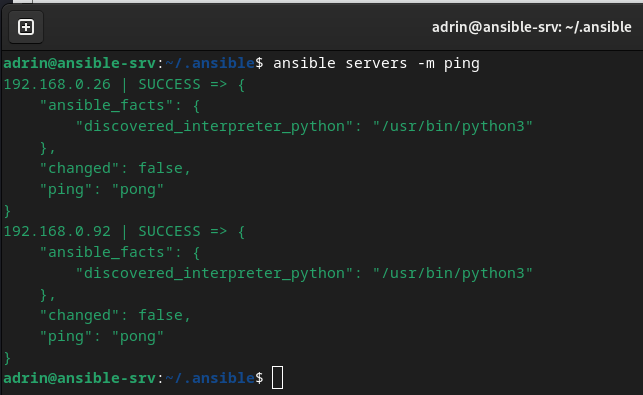 adrin@ansible-srv: ~/.ansible
adrin@ansible-srv:~/.ansible$ ansible servers -m ping
192.168.0.26 | SUCCESS => {
    "ansible_facts": {
        "discovered_interpreter_python": "/usr/bin/python3"
    },
    "changed": false,
    "ping": "pong"
}
192.168.0.92 | SUCCESS => {
    "ansible_facts": {
        "discovered_interpreter_python": "/usr/bin/python3"
    },
    "changed": false,
    "ping": "pong"
}
adrin@ansible-srv:~/.ansible$